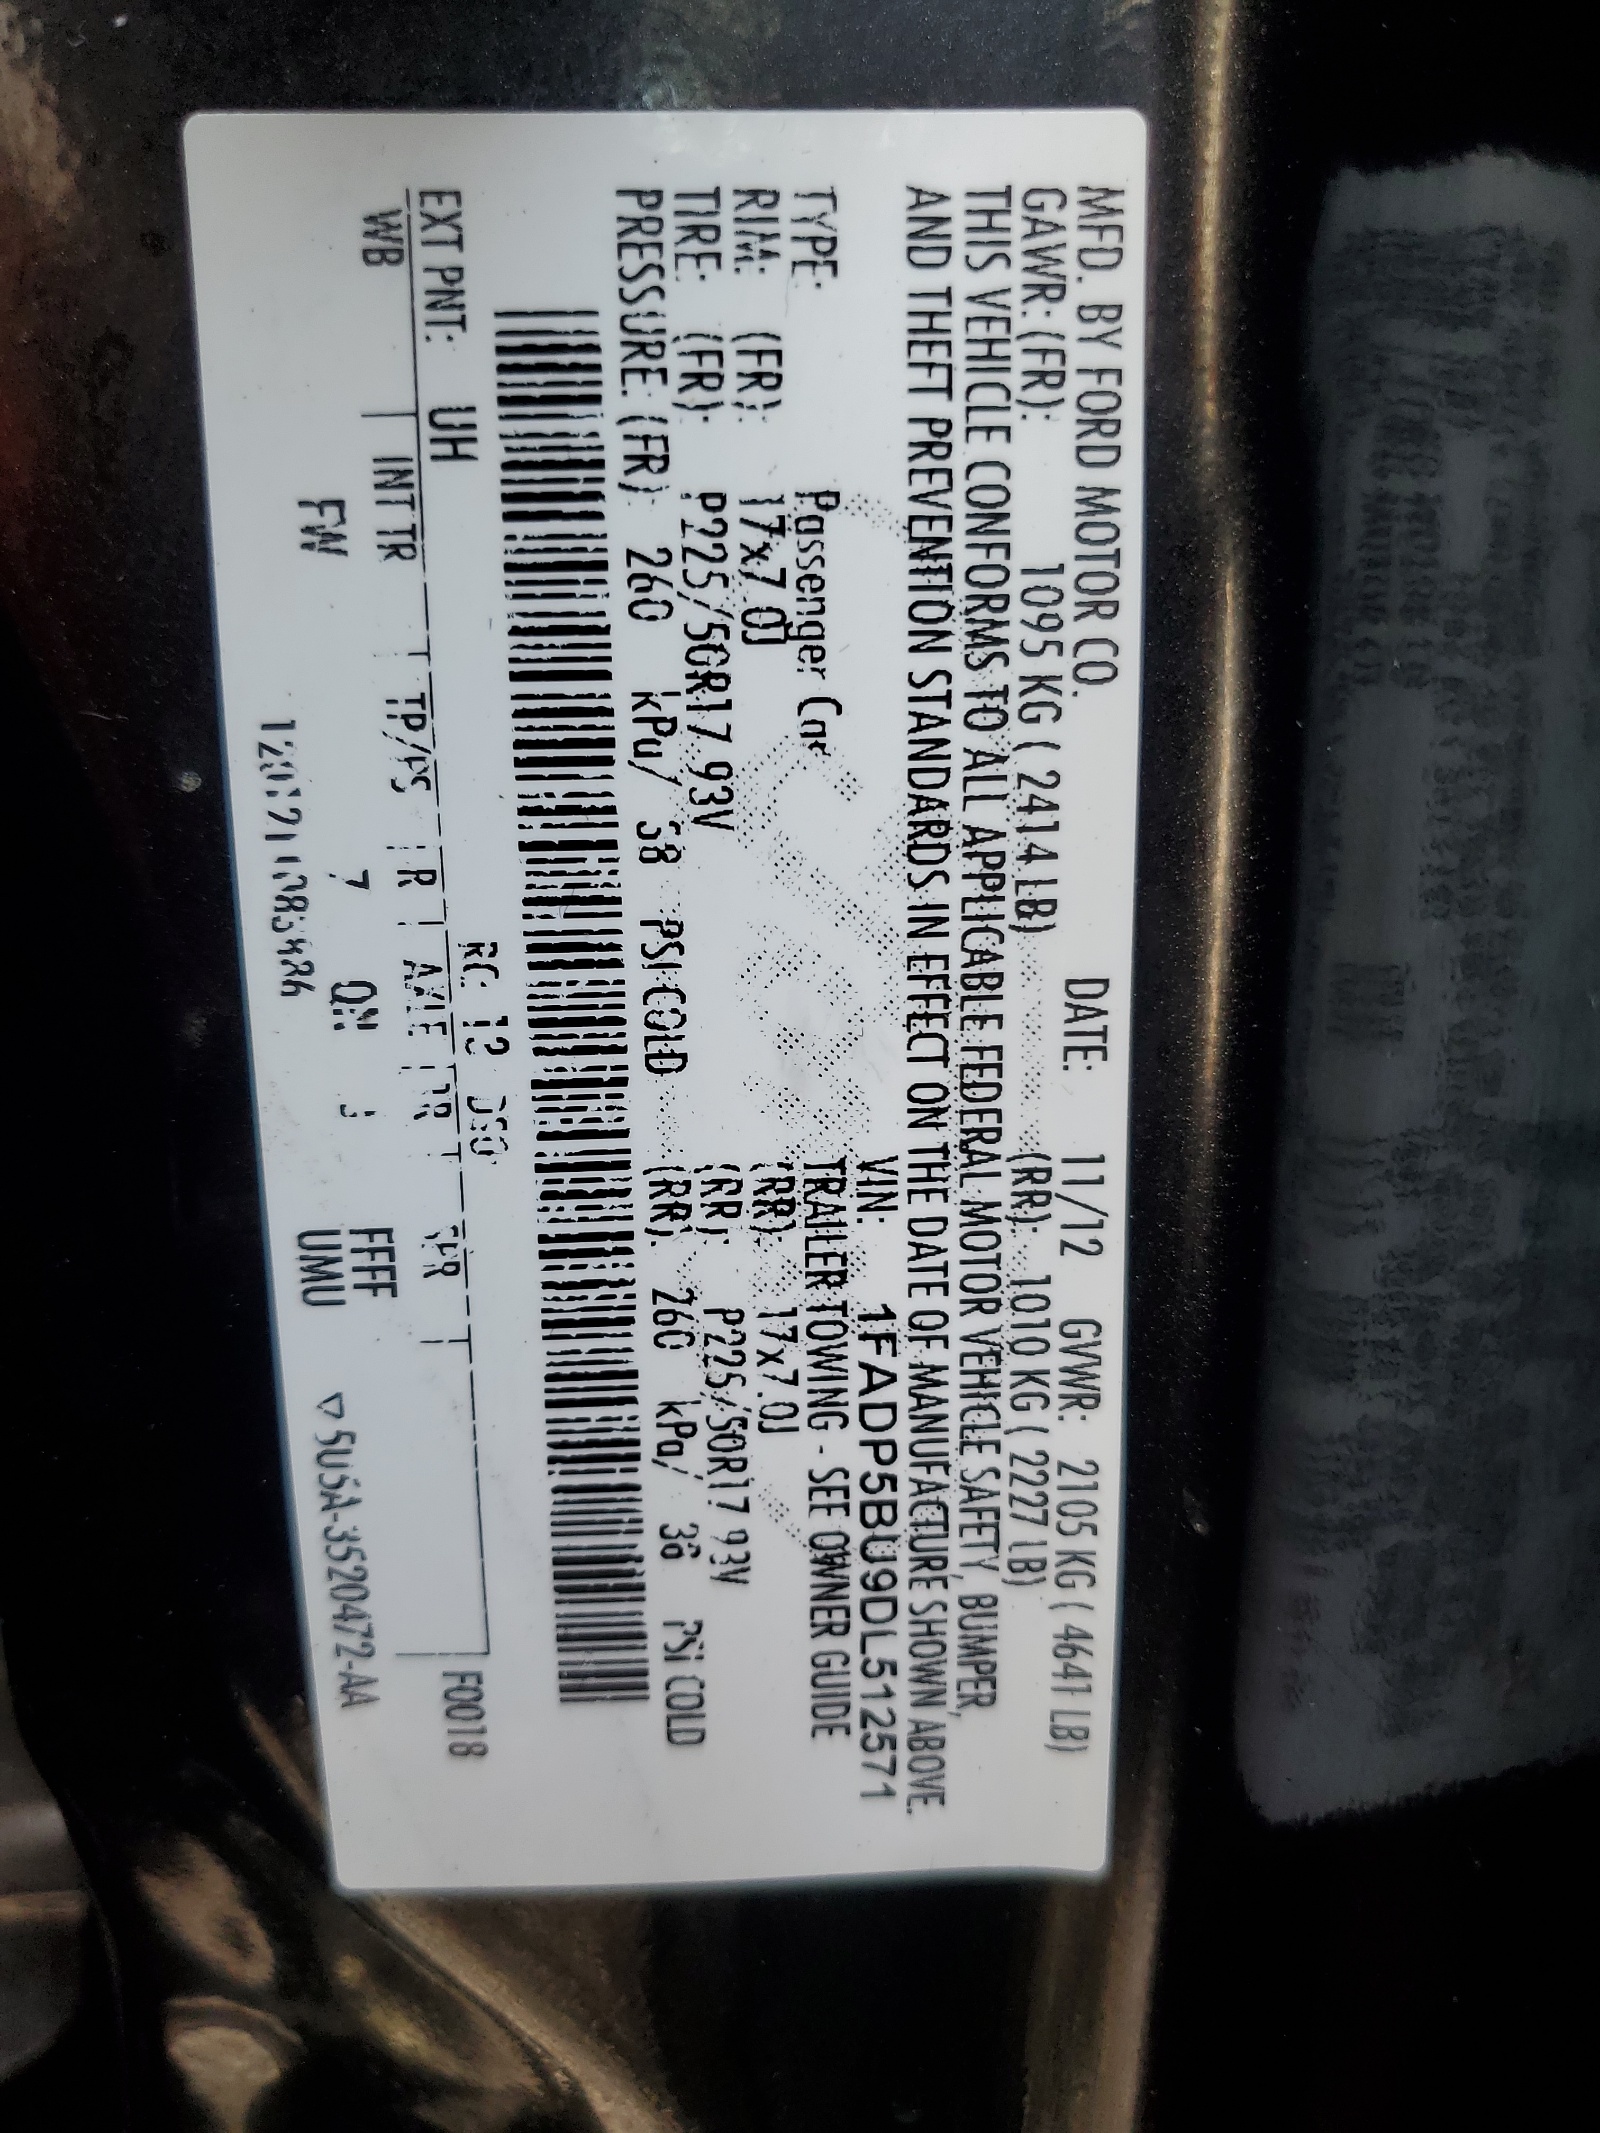 MFD. BY FORD MOTOR CO. DATE: 11/12 GVWR: 2105 KG ( 4641 LB)
GAWR: (FR): 1095 KG ( 2414 LB) (RR): 1010 KG ( 2227 LB)
THIS VEHICLE CONFORMS TO ALL APPLICABLE FEDERAL MOTOR VEHICLE SAFETY, BUMPER,
AND THEFT PREVENTION STANDARDS IN EFFECT ON THE DATE OF MANUFACTURE SHOWN ABOVE.
VIN: 1FADP5BU9DL512571
TYPE: Passenger Car TRAILER TOWING - SEE OWNER GUIDE
RIM: (FR): 17x7.0J (RR): 17x7.0J
TIRE: (FR): P225/50R17 93V (RR): P225/50R17 93V
PRESSURE: (FR): 260 kPa/ 38 PSI COLD (RR): 260 kPa/ 38 PSI COLD
RC: 12
EXT PNT: UH F0018
WB INT TR TP/PS R AXLE TR SPR
FW 7 QN FFFF
UMU
5U5A-3520472-AA